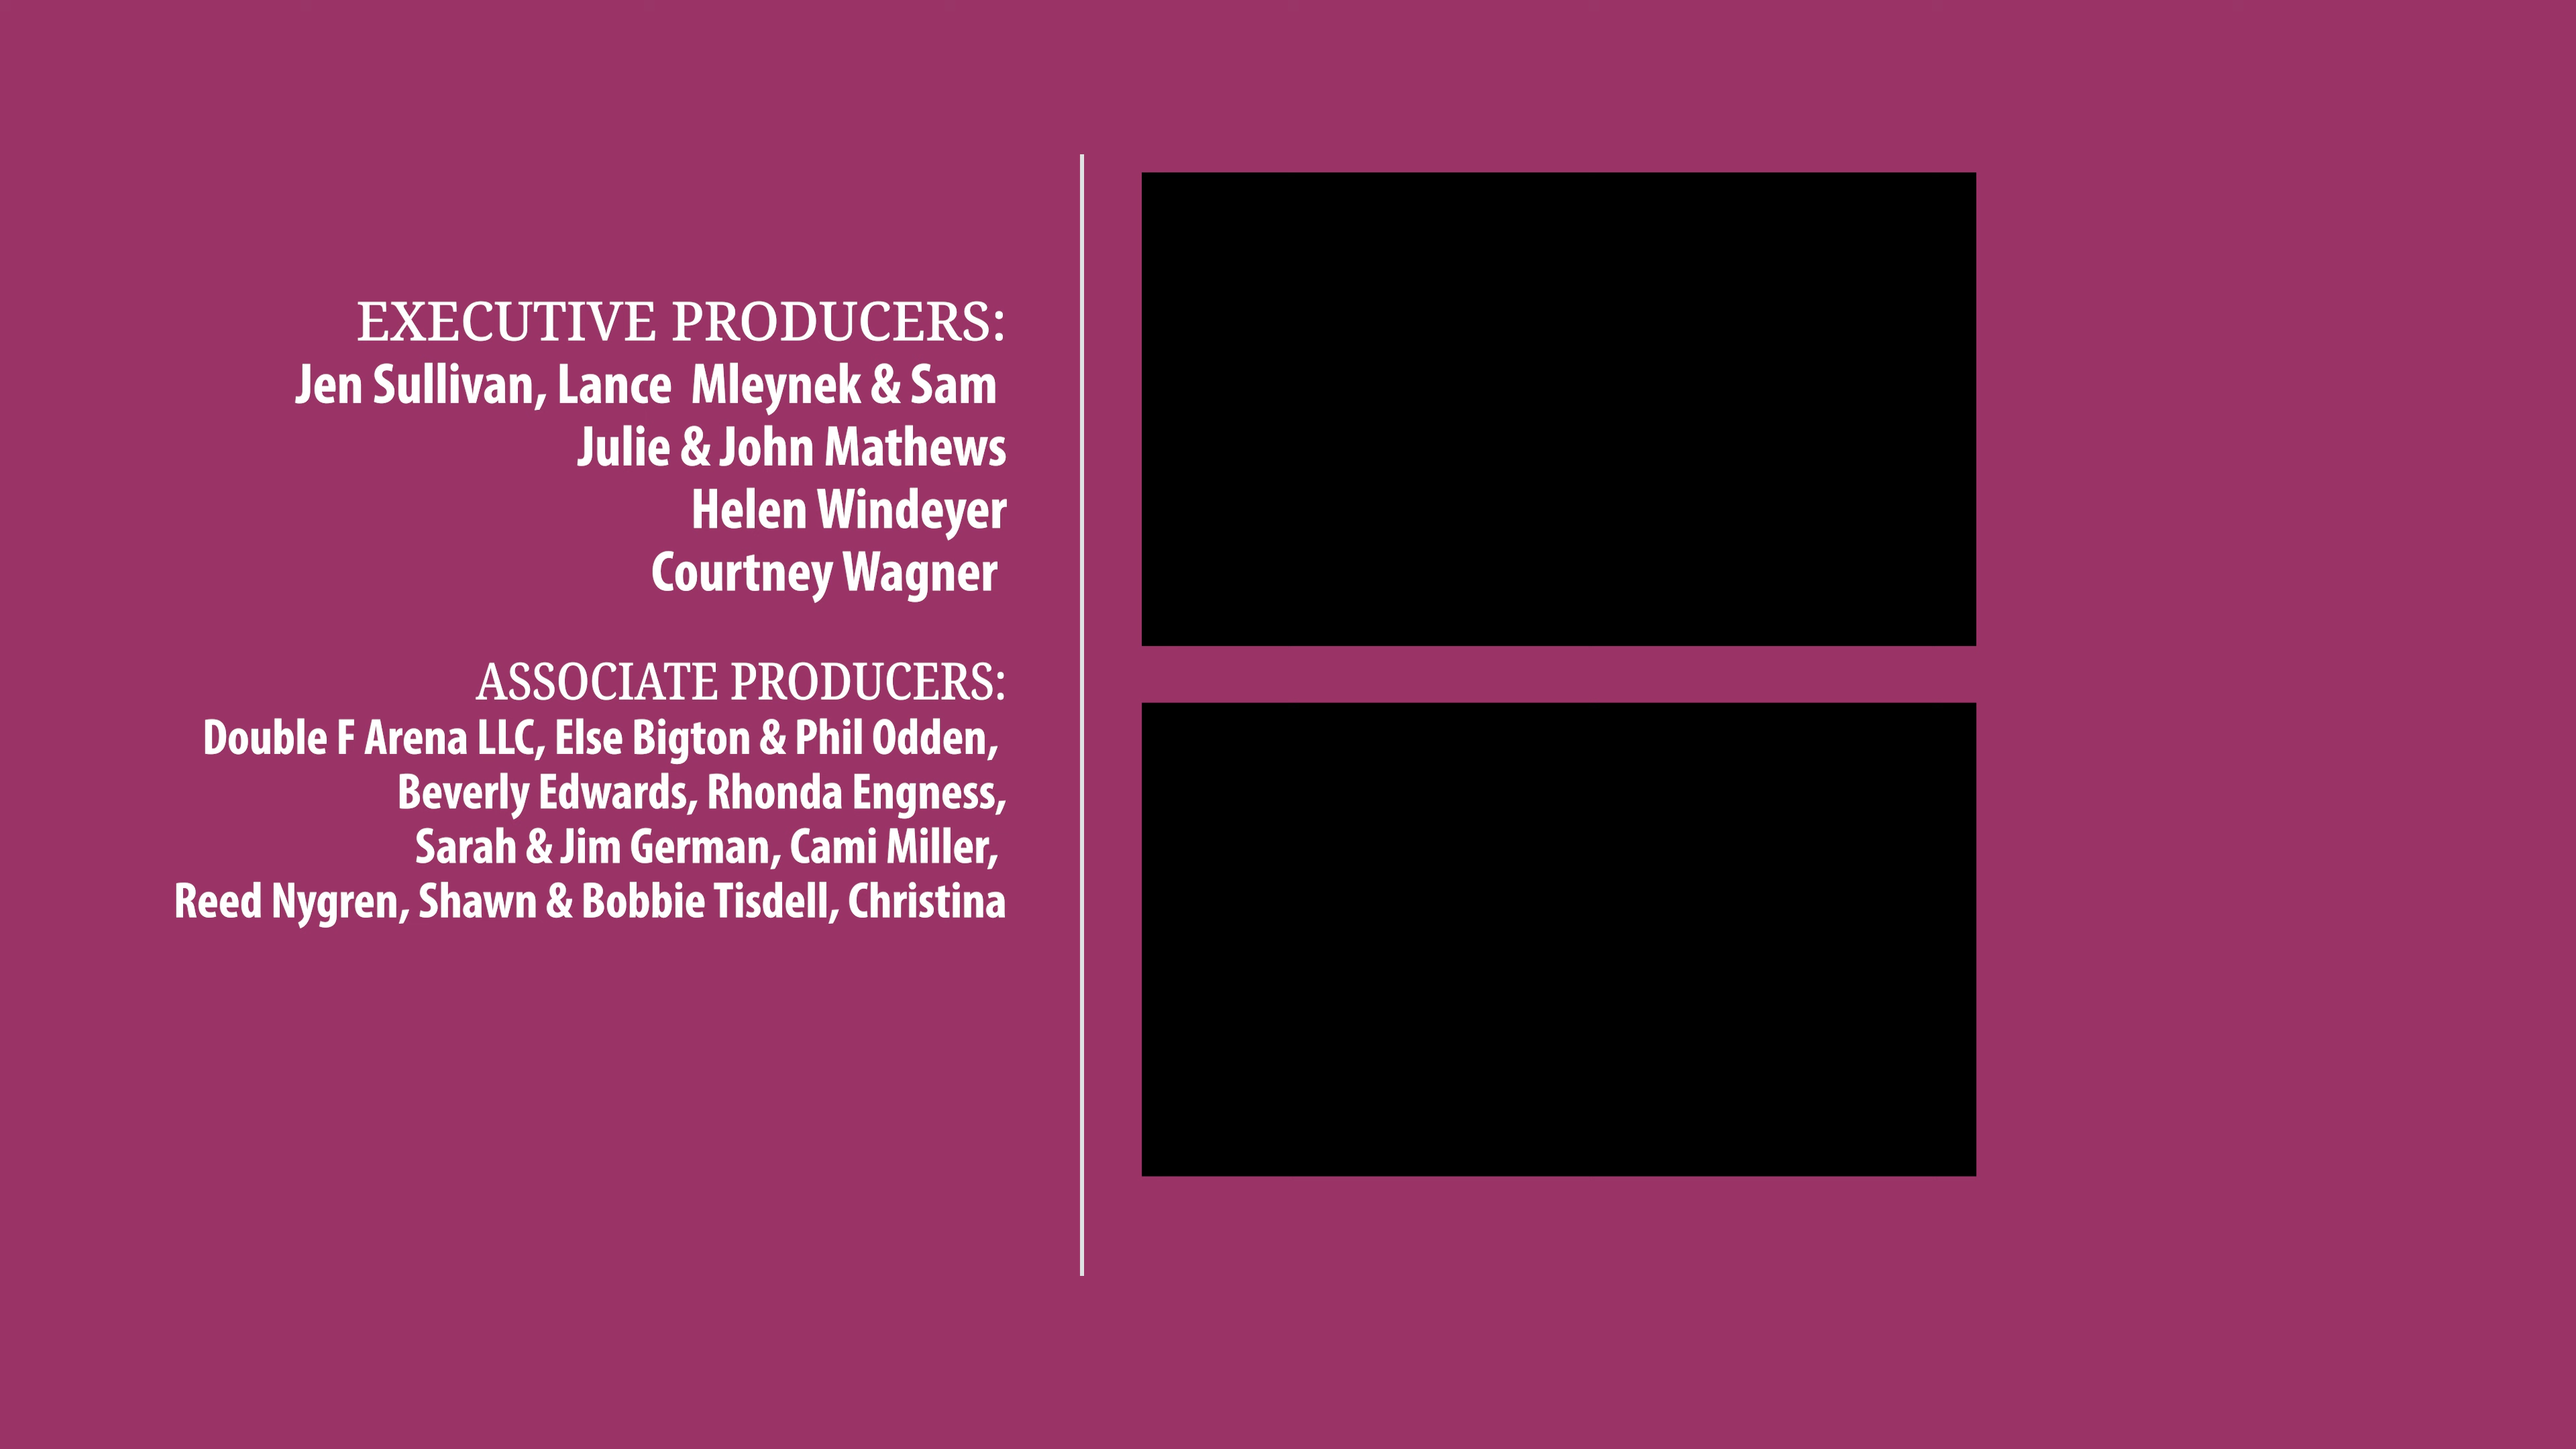 EXECUTIVE PRODUCERS:
Jen Sullivan, Lance  Mleynek & Sam
Julie & John Mathews
Helen Windeyer
Courtney Wagner
ASSOCIATE PRODUCERS:
Double F Arena LLC, Else Bigton & Phil Odden,
Beverly Edwards, Rhonda Engness,
Sarah & Jim German, Cami Miller,
Reed Nygren, Shawn & Bobbie Tisdell, Christina